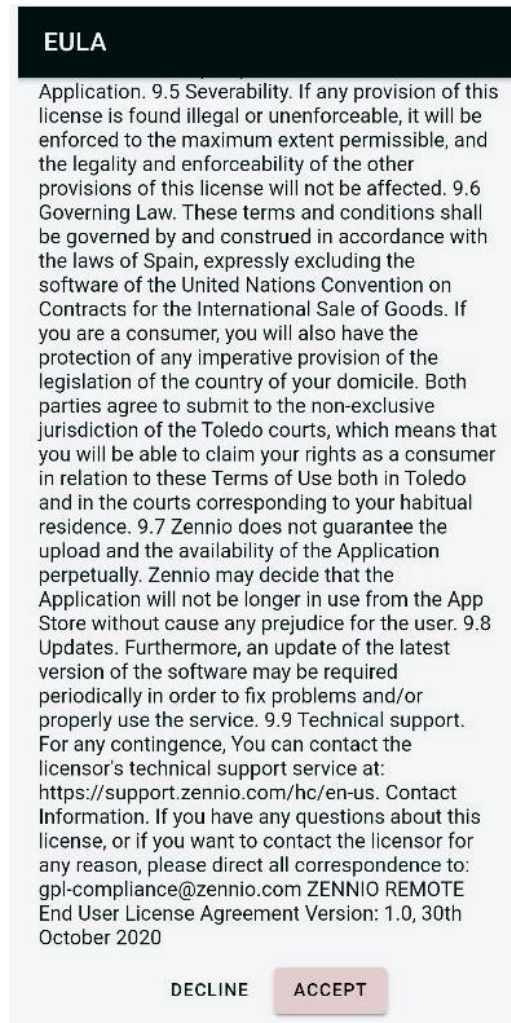 EULA
Application. 9.5 Severability. If any provision of this
license is found illegal or unenforceable, it will be
enforced to the maximum extent permissible, and
the legality and enforceability of the other
provisions of this license will not be affected. 9.6
Governing Law. These terms and conditions shall
be governed by and construed in accordance with
the laws of Spain, expressly excluding the
software of the United Nations Convention on
Contracts for the International Sale of Goods. If
you are a consumer, you will also have the
protection of any imperative provision of the
legislation of the country of your domicile. Both
parties agree to submit to the non-exclusive
jurisdiction of the Toledo courts, which means that
you will be able to claim your rights as a consumer
in relation to these Terms of Use both in Toledo
and in the courts corresponding to your habitual
residence. 9.7 Zennio does not guarantee the
upload and the availability of the Application
perpetually. Zennio may decide that the
Application will not be longer in use from the App
Store without cause any prejudice for the user. 9.8
Updates. Furthermore, an update of the latest
version of the software may be required
periodically in order to fix problems and/or
properly use the service. 9.9 Technical support.
For any contingence, You can contact the
licensor's technical support service at:
https://support.zennio.com/hc/en-us. Contact
Information. If you have any questions about this
license, or if you want to contact the licensor for
any reason, please direct all correspondence to:
gpl-compliance@zennio.com ZENNIO REMOTE
End User License Agreement Version: 1.0, 30th
October 2020
DECLINE ACCEPT